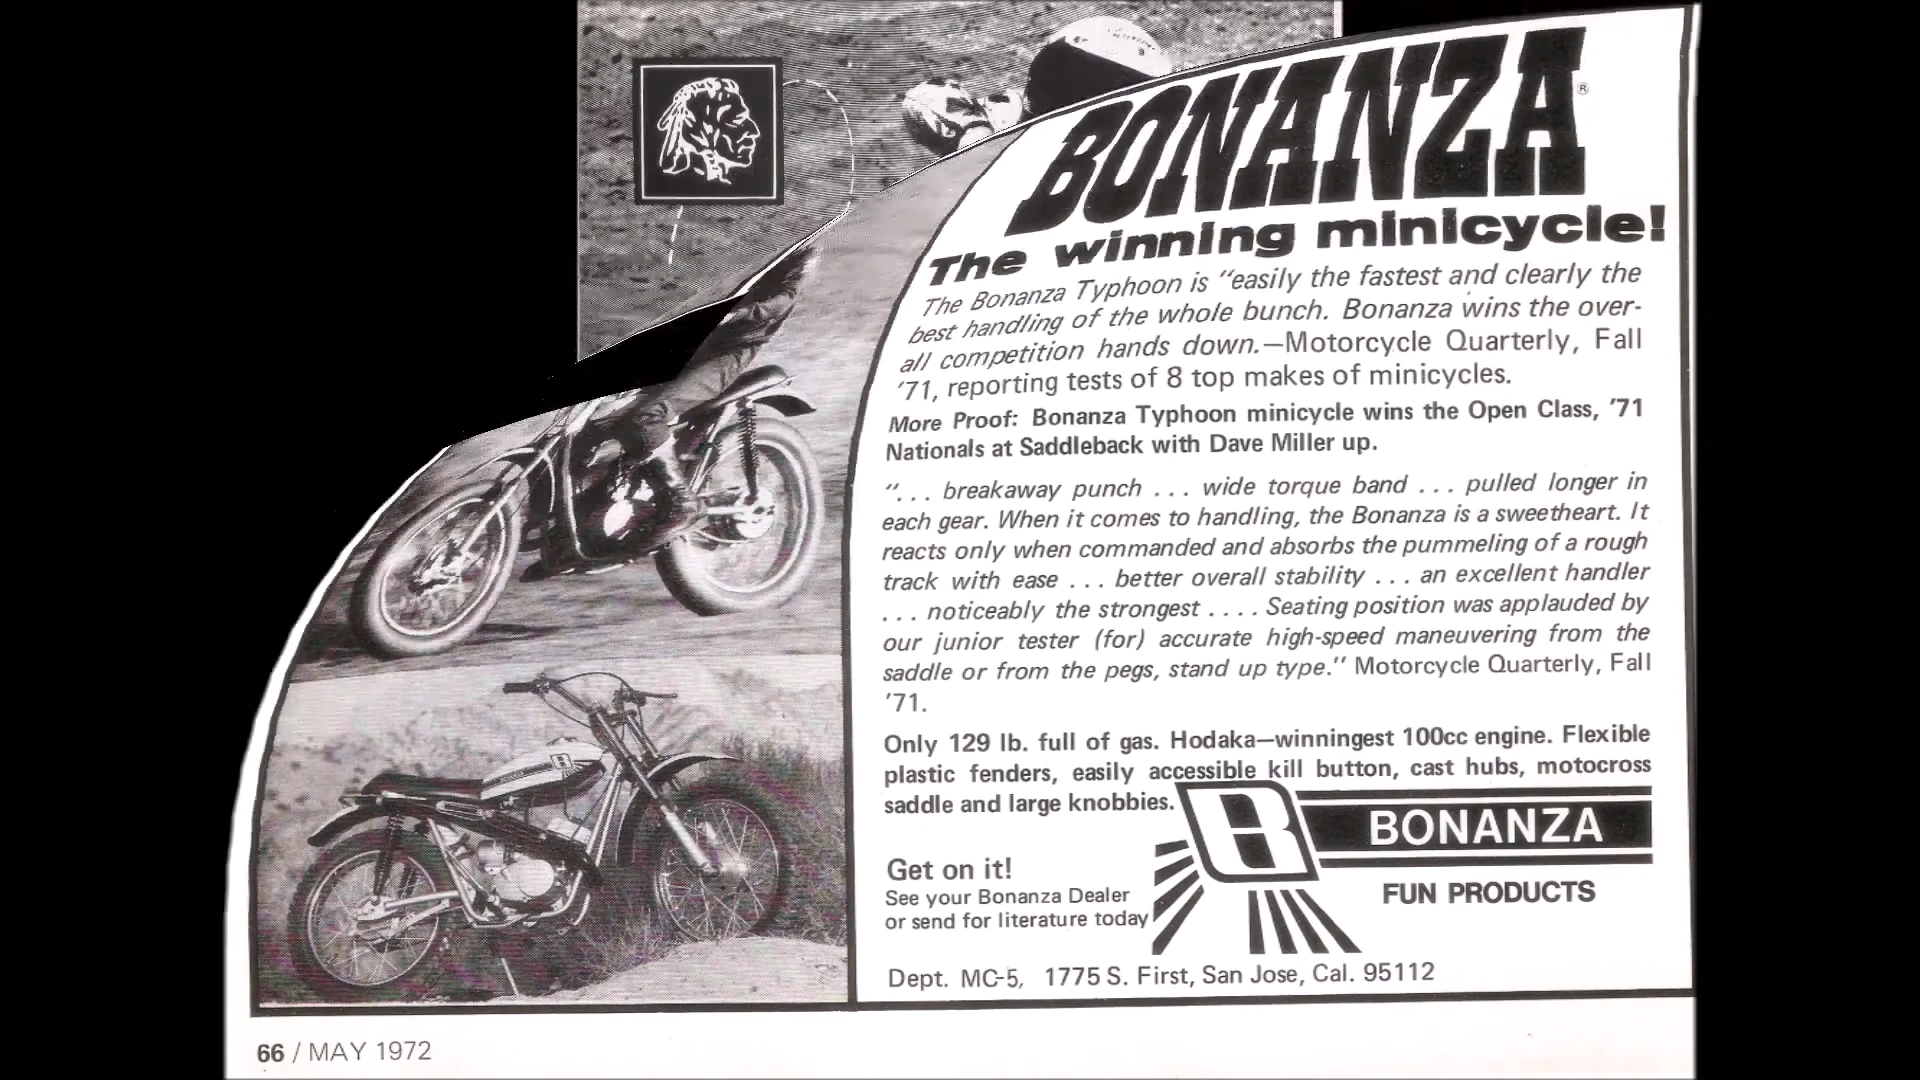 BONANZA®
The winning minicycle!
The Bonanza Typhoon is “easily the fastest and clearly the
best handling of the whole bunch. Bonanza wins the over-
all competition hands down.—Motorcycle Quarterly, Fall
’71, reporting tests of 8 top makes of minicycles.
More Proof: Bonanza Typhoon minicycle wins the Open Class, ’71
Nationals at Saddleback with Dave Miller up.
“. . . breakaway punch . . . wide torque band . . . pulled longer in
each gear. When it comes to handling, the Bonanza is a sweetheart. It
reacts only when commanded and absorbs the pummeling of a rough
track with ease . . . better overall stability . . . an excellent handler
. . . noticeably the strongest . . . . Seating position was applauded by
our junior tester (for) accurate high-speed maneuvering from the
saddle or from the pegs, stand up type.’’ Motorcycle Quarterly, Fall
’71.
Only 129 lb. full of gas. Hodaka—winningest 100cc engine. Flexible
plastic fenders, easily accessible kill button, cast hubs, motocross
saddle and large knobbies.
B BONANZA
FUN PRODUCTS
Get on it!
See your Bonanza Dealer
or send for literature today
Dept. MC-5, 1775 S. First, San Jose, Cal. 95112
66 / MAY 1972